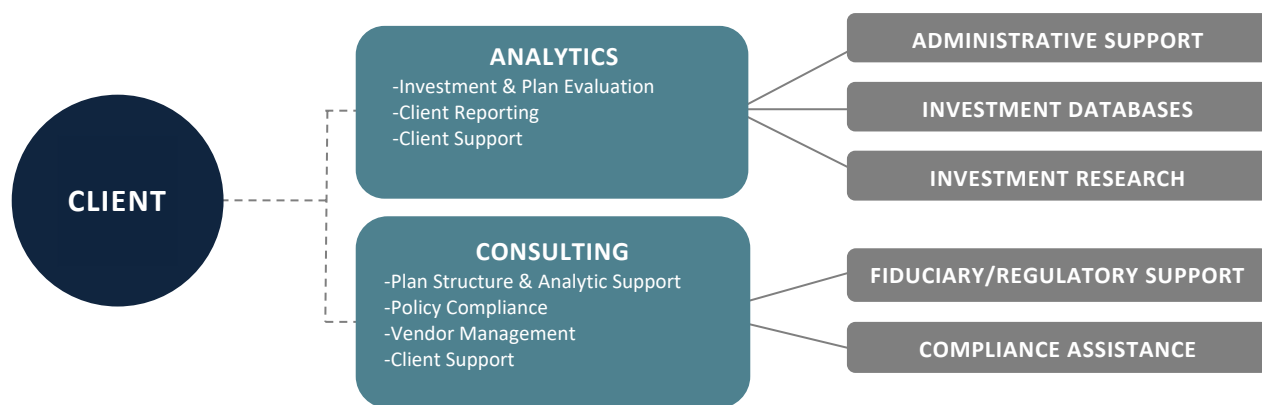 CLIENT
ANALYTICS
-Investment & Plan Evaluation
-Client Reporting
-Client Support
CONSULTING
-Plan Structure & Analytic Support
-Policy Compliance
-Vendor Management
-Client Support
ADMINISTRATIVE SUPPORT
INVESTMENT DATABASES
INVESTMENT RESEARCH
FIDUCIARY/REGULATORY SUPPORT
COMPLIANCE ASSISTANCE